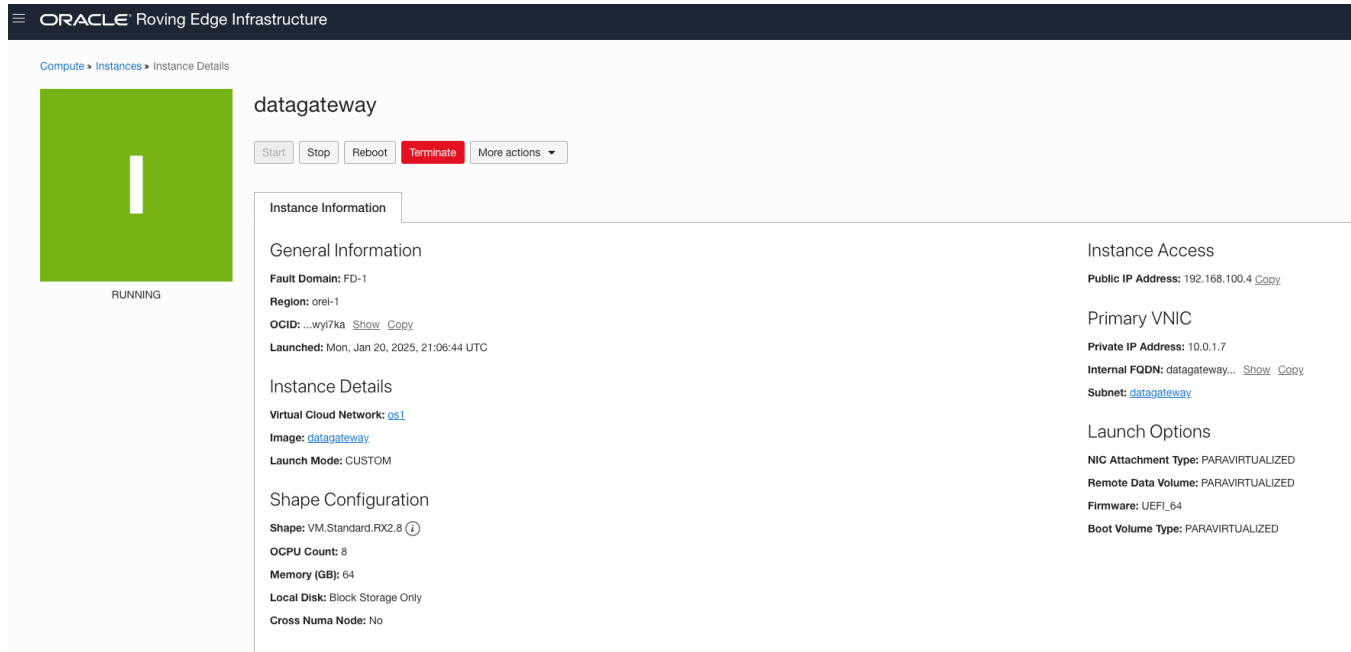 ORACLE Roving Edge Infrastructure
Compute » Instances » Instance Details
I
RUNNING
datagateway
Start Stop Reboot Terminate More actions
Instance Information
General Information
Fault Domain: FD-1
Region: orei-1
OCID: ...wyi7ka Show Copy
Launched: Mon, Jan 20, 2025, 21:06:44 UTC
Instance Details
Virtual Cloud Network: os1
Image: datagateway
Launch Mode: CUSTOM
Shape Configuration
Shape: VM.Standard.RX2.8 i
OCPU Count: 8
Memory (GB): 64
Local Disk: Block Storage Only
Cross Numa Node: No
Instance Access
Public IP Address: 192.168.100.4 Copy
Primary VNIC
Private IP Address: 10.0.1.7
Internal FQDN: datagateway... Show Copy
Subnet: datagateway
Launch Options
NIC Attachment Type: PARAVIRTUALIZED
Remote Data Volume: PARAVIRTUALIZED
Firmware: UEFI_64
Boot Volume Type: PARAVIRTUALIZED